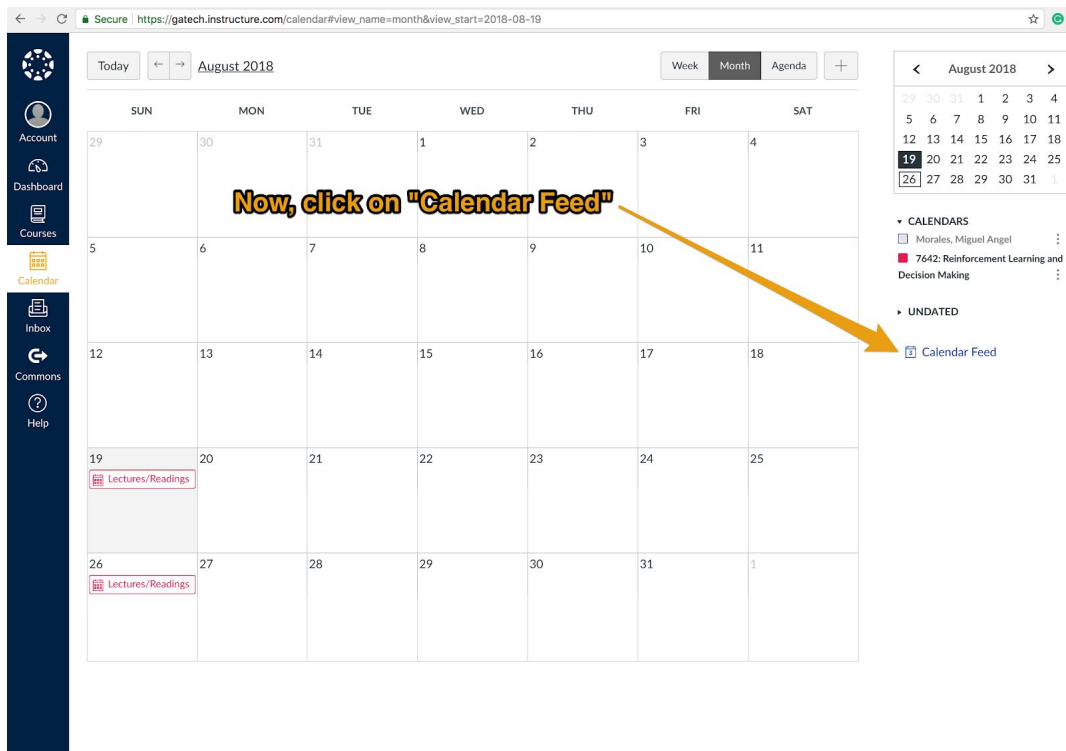 Secure https://gatech.instructure.com/calendar#view_name=month&view_start=2018-08-19
Account
Dashboard
Courses
Calendar
Inbox
Commons
Help
Today ← → August 2018 Week Month Agenda +
SUN MON TUE WED THU FRI SAT
29 30 31 1 2 3 4
Now, click on "Calendar Feed"
5 6 7 8 9 10 11
12 13 14 15 16 17 18
19 20 21 22 23 24 25
Lectures/Readings
26 27 28 29 30 31 1
Lectures/Readings
August 2018
29 30 31 1 2 3 4
5 6 7 8 9 10 11
12 13 14 15 16 17 18
19 20 21 22 23 24 25
26 27 28 29 30 31 1
CALENDARS
Morales, Miguel Angel
7642: Reinforcement Learning and
Decision Making
UNDATED
Calendar Feed